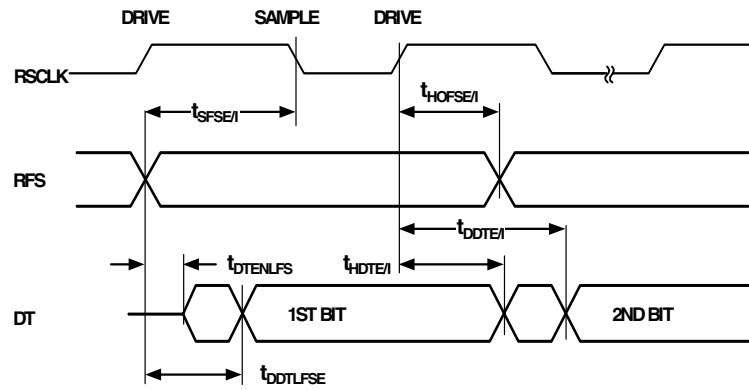 DRIVE SAMPLE DRIVE
RSCLK
tSFSE/I
tHOFSE/I
RFS
tDDTE/I
tDTENLFS
tHDTE/I
DT
1ST BIT
2ND BIT
tDDTLFSE